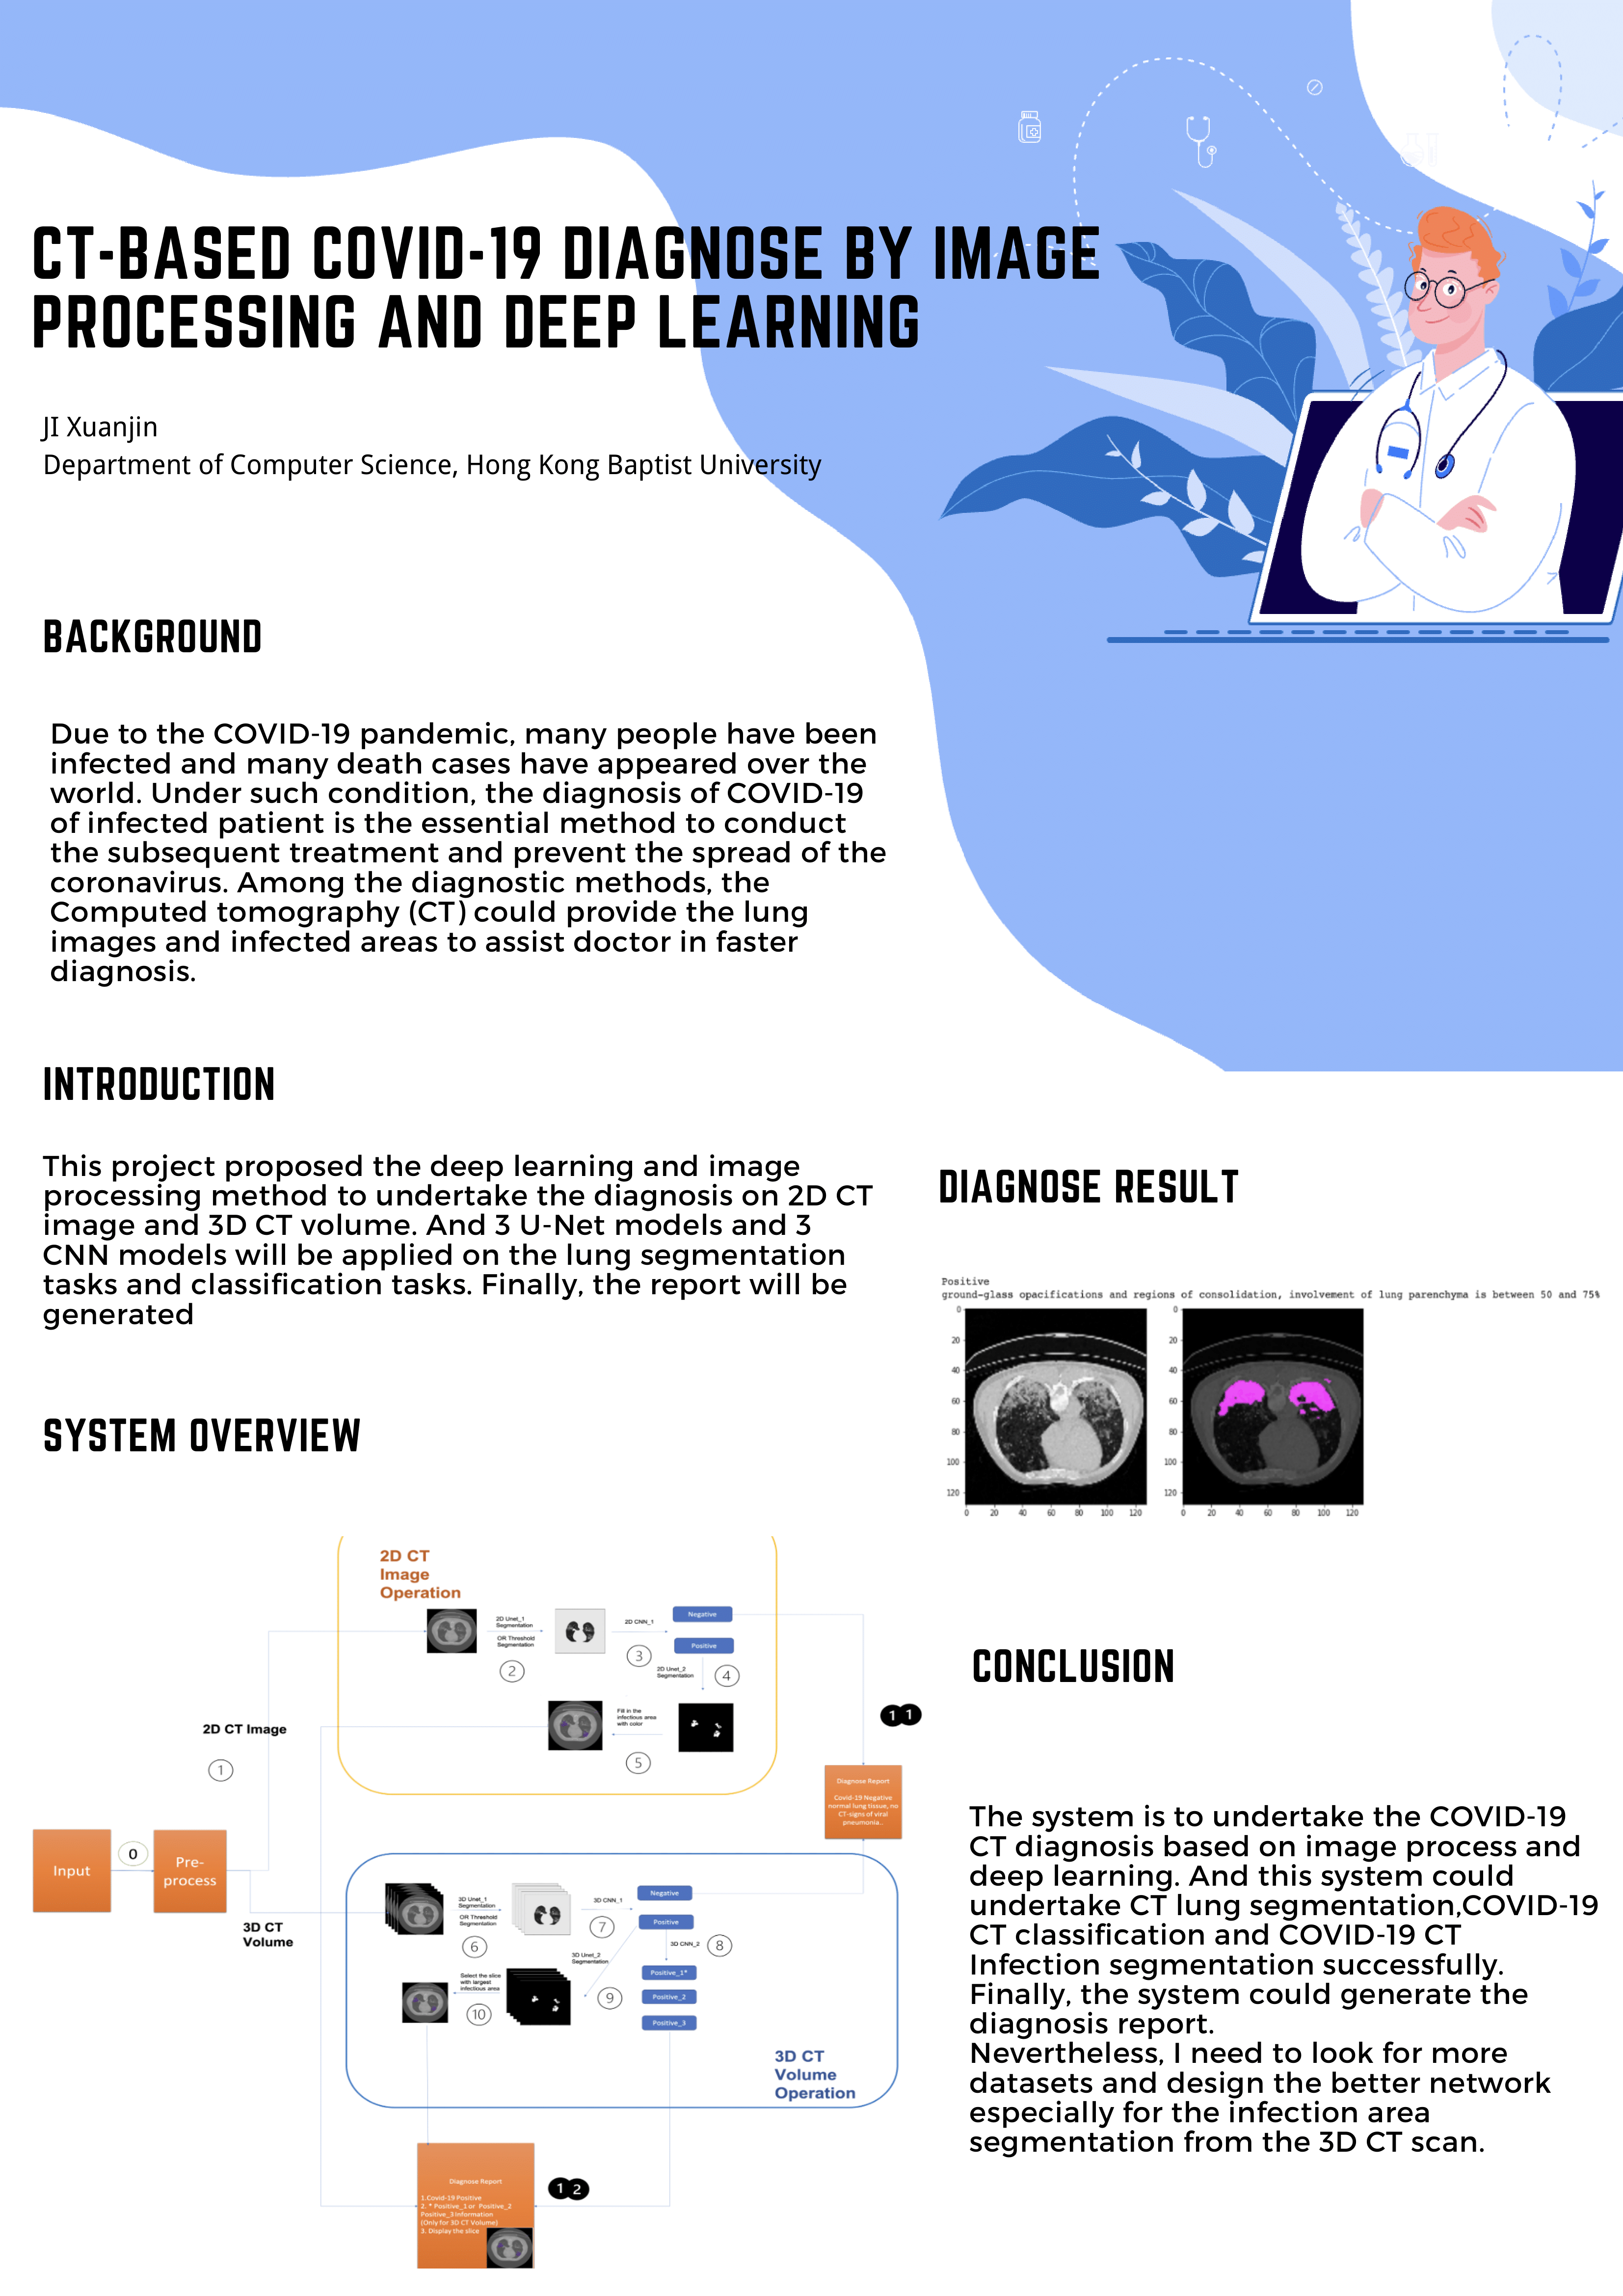 CT-BASED COVID-19 DIAGNOSE BY IMAGE
PROCESSING AND DEEP LEARNING
JI Xuanjin
Department of Computer Science, Hong Kong Baptist University
BACKGROUND
Due to the COVID-19 pandemic, many people have been
infected and many death cases have appeared over the
world. Under such condition, the diagnosis of COVID-19
of infected patient is the essential method to conduct
the subsequent treatment and prevent the spread of the
coronavirus. Among the diagnostic methods, the
Computed tomography (CT) could provide the lung
images and infected areas to assist doctor in faster
diagnosis.
INTRODUCTION
This project proposed the deep learning and image
processing method to undertake the diagnosis on 2D CT
image and 3D CT volume. And 3 U-Net models and 3
CNN models will be applied on the lung segmentation
tasks and classification tasks. Finally, the report will be
generated
SYSTEM OVERVIEW
2D CT
Image
Operation
2D Unet_1
Segmentation
OR Threshold
Segmentation
2
2D CNN_1
3
Negative
Positive
2D Unet_2
Segmentation
4
Fill in the
infectious area
with color
5
2D CT Image
1
Input
0
Pre-
process
3D CT
Volume
11
Diagnose Report
Covid-19 Negative
normal lung tissue, no
CT-signs of viral
pneumonia..
3D Unet_1
Segmentation
OR Threshold
Segmentation
6
3D CNN_1
7
Negative
Positive
3D CNN_2
8
3D Unet_2
Segmentation
9
Positive_1*
Positive_2
Positive_3
Select the slice
with largest
infectious area
10
3D CT
Volume
Operation
Diagnose Report
1.Covid-19 Positive
2. * Positive_1 or Positive_2
Positive_3 Information
(Only for 3D CT Volume)
3. Display the slice
12
DIAGNOSE RESULT
Positive
ground-glass opacifications and regions of consolidation, involvement of lung parenchyma is between 50 and 75%
0
20
40
60
80
100
120
0 20 40 60 80 100 120
0
20
40
60
80
100
120
0 20 40 60 80 100 120
CONCLUSION
The system is to undertake the COVID-19
CT diagnosis based on image process and
deep learning. And this system could
undertake CT lung segmentation,COVID-19
CT classification and COVID-19 CT
Infection segmentation successfully.
Finally, the system could generate the
diagnosis report.
Nevertheless, I need to look for more
datasets and design the better network
especially for the infection area
segmentation from the 3D CT scan.